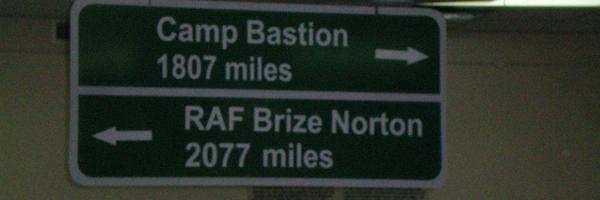 Camp Bastion
1807 miles
RAF Brize Norton
2077 miles